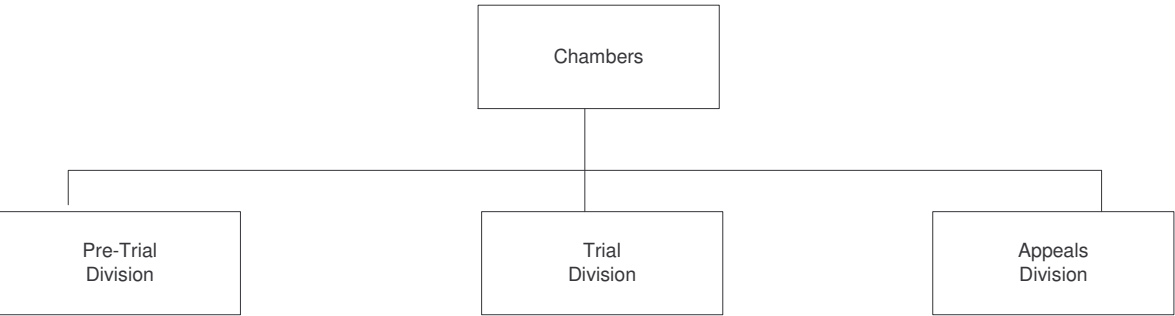 Chambers
Pre-Trial
Division
Trial
Division
Appeals
Division